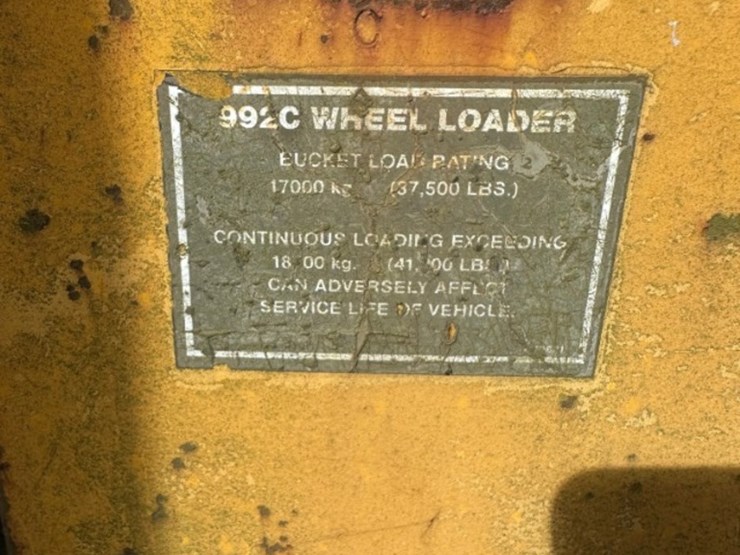 992C WHEEL LOADER
BUCKET LOAD RATING
17000 kg (37,500 LBS.)
CONTINUOUS LOADING EXCEEDING
kg. LBS.
CAN ADVERSELY AFFECT
SERVICE LIFE OF VEHICLE.